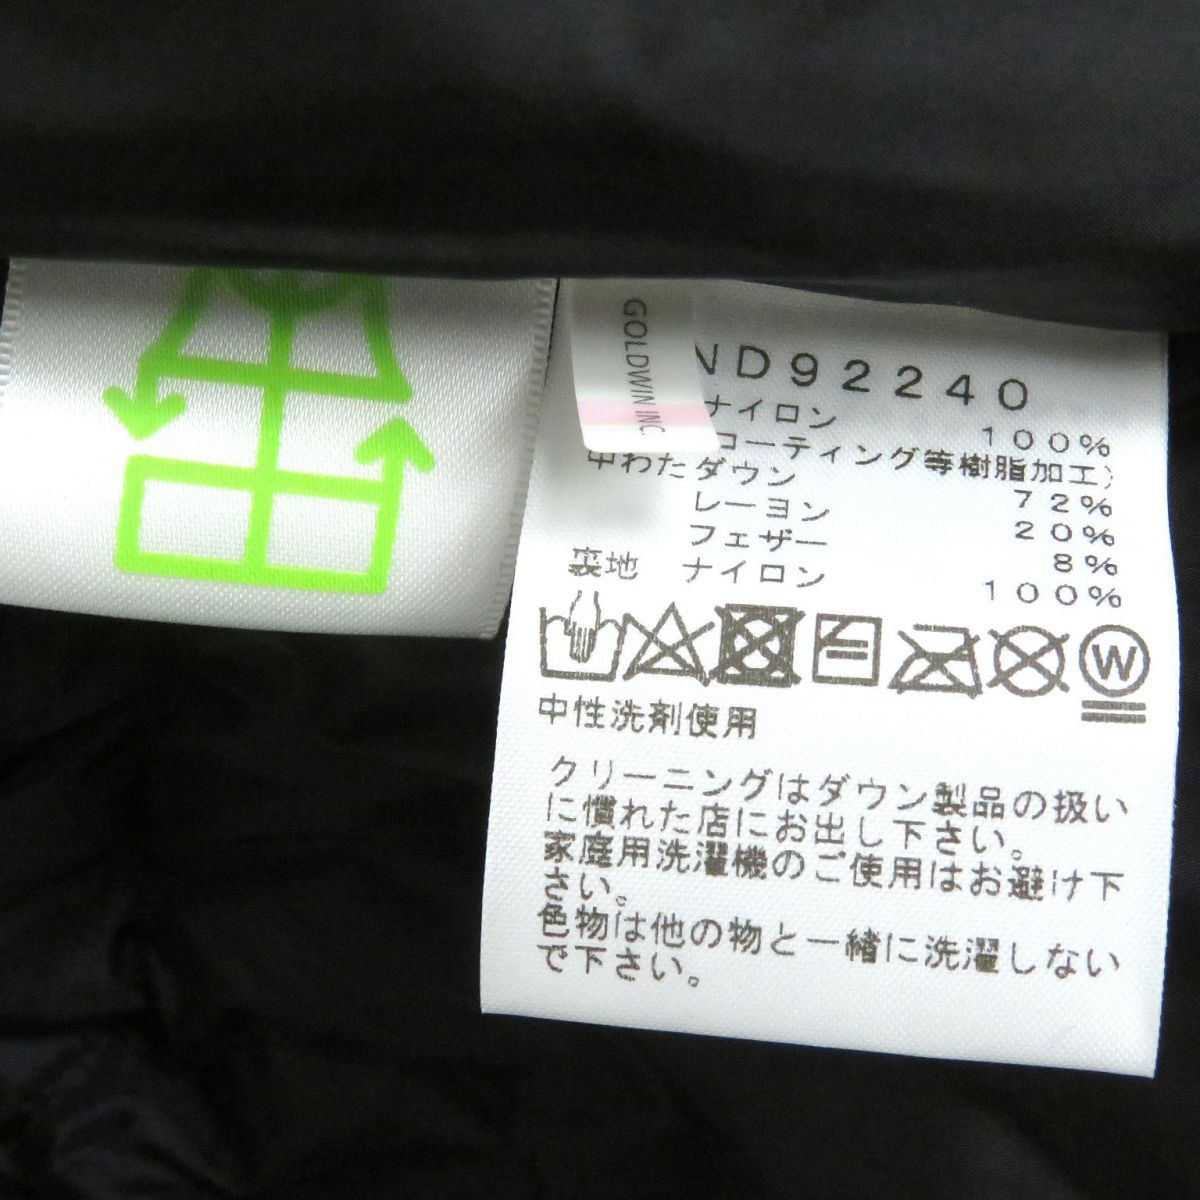 GOLDWIN INC.
ND92240
ナイロン 100%
コーティング等樹脂加工)
中わた ダウン 72%
レーヨン 20%
フェザー 8%
裏地 ナイロン 100%
W
中性洗剤使用
クリーニングはダウン製品の扱い
に慣れた店にお出し下さい。
家庭用洗濯機のご使用はお避け下
さい。
色物は他の物と一緒に洗濯しない
で下さい。